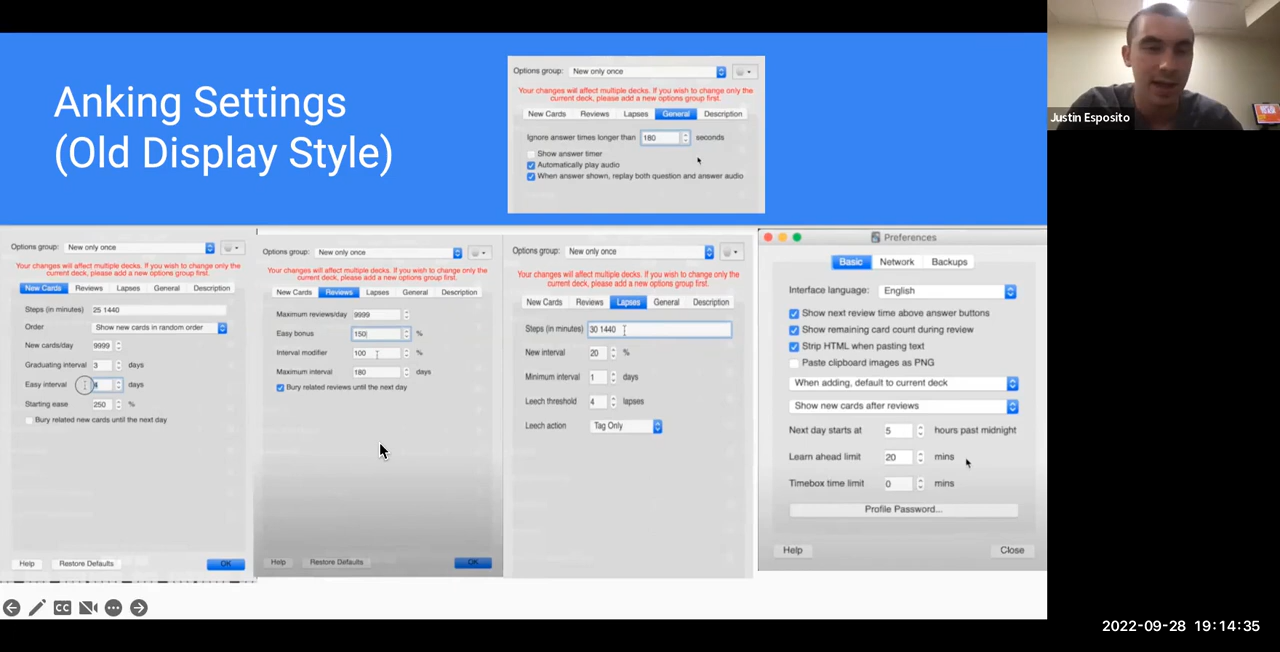 Anking Settings
(Old Display Style)
Options group: New only once
Your changes will affect multiple decks. If you wish to change only the
current deck, please add a new options group first.
New Cards Reviews Lapses General Description
Ignore answer times longer than 180 seconds
Show answer timer
Automatically play audio
When answer shown, replay both question and answer audio
Justin Esposito
Options group: New only once
Your changes will affect multiple decks. If you wish to change only the
current deck, please add a new options group first.
New Cards Reviews Lapses General Description
Steps (in minutes) 25 1440
Order Show new cards in random order
New cards/day 9999
Graduating interval 3 days
Easy interval 4 days
Starting ease 250 %
Bury related new cards until the next day
Help Restore Defaults OK
Options group: New only once
Your changes will affect multiple decks. If you wish to change only the
current deck, please add a new options group first.
New Cards Reviews Lapses General Description
Maximum reviews/day 9999
Easy bonus 150 %
Interval modifier 100 %
Maximum interval 180 days
Bury related reviews until the next day
Help Restore Defaults OK
Options group: New only once
Your changes will affect multiple decks. If you wish to change only the
current deck, please add a new options group first.
New Cards Reviews Lapses General Description
Steps (in minutes) 30 1440
New interval 20 %
Minimum interval 1 days
Leech threshold 4 lapses
Leech action Tag Only
Preferences
Basic Network Backups
Interface language: English
Show next review time above answer buttons
Show remaining card count during review
Strip HTML when pasting text
Paste clipboard images as PNG
When adding, default to current deck
Show new cards after reviews
Next day starts at 5 hours past midnight
Learn ahead limit 20 mins
Timebox time limit 0 mins
Profile Password...
Help Close
CC
2022-09-28 19:14:35